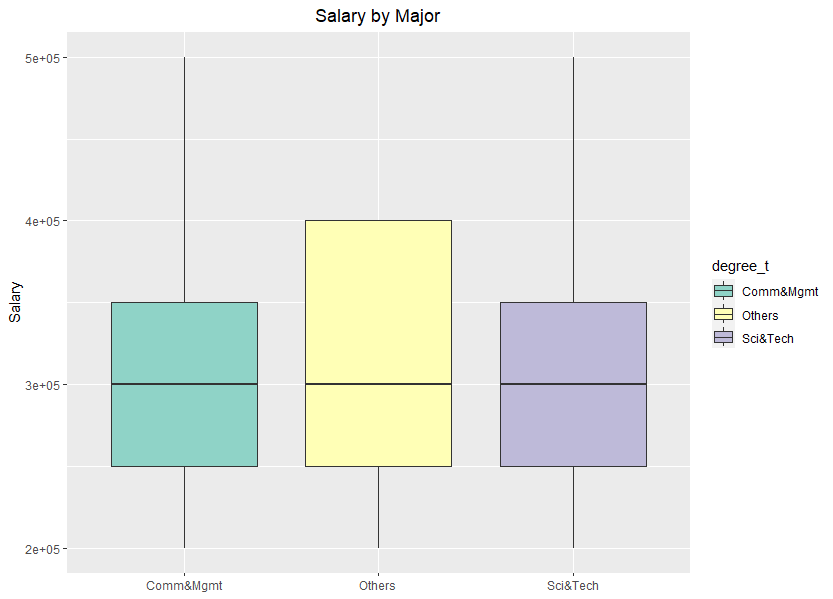 Salary by Major
5e+05
4e+05
3e+05
2e+05
Salary
Comm&Mgmt
Others
Sci&Tech
degree_t
Comm&Mgmt
Others
Sci&Tech